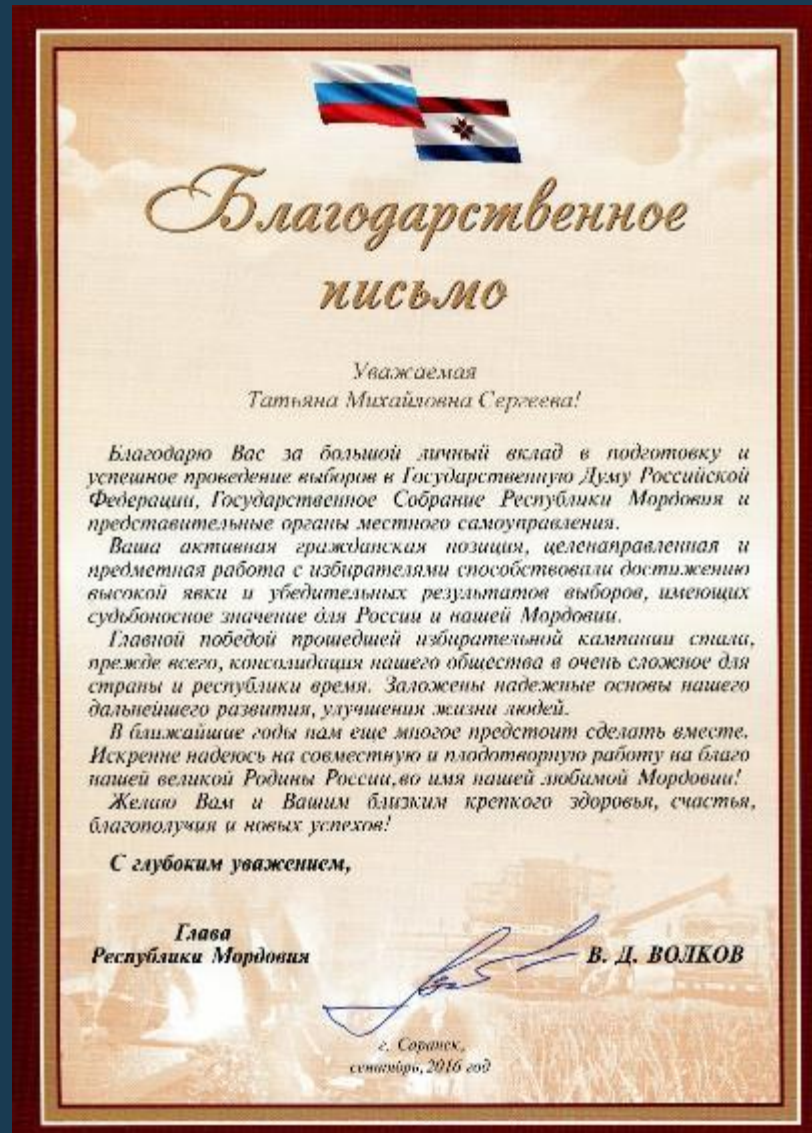 Благодарственное
письмо
Уважаемая
Татьяна Михайловна Сергеева!
Благодарю Вас за большой личный вклад в подготовку и
успешное проведение выборов в Государственную Думу Российской
Федерации, Государственное Собрание Республики Мордовия и
представительные органы местного самоуправления.
Ваша активная гражданская позиция, целенаправленная и
предметная работа с избирателями способствовали достижению
высокой явки и убедительных результатов выборов, имеющих
судьбоносное значение для России и нашей Мордовии.
Главной победой прошедшей избирательной кампании стала,
прежде всего, консолидация нашего общества в очень сложное для
страны и республики время. Заложены надежные основы нашего
дальнейшего развития, улучшения жизни людей.
В ближайшие годы нам еще многое предстоит сделать вместе.
Искренне надеюсь на совместную и плодотворную работу на благо
нашей великой Родины России, во имя нашей любимой Мордовии!
Желаю Вам и Вашим близким крепкого здоровья, счастья,
благополучия и новых успехов!
С глубоким уважением,
Глава
Республики Мордовия
В. Д. ВОЛКОВ
г. Саранск,
сентябрь, 2016 год